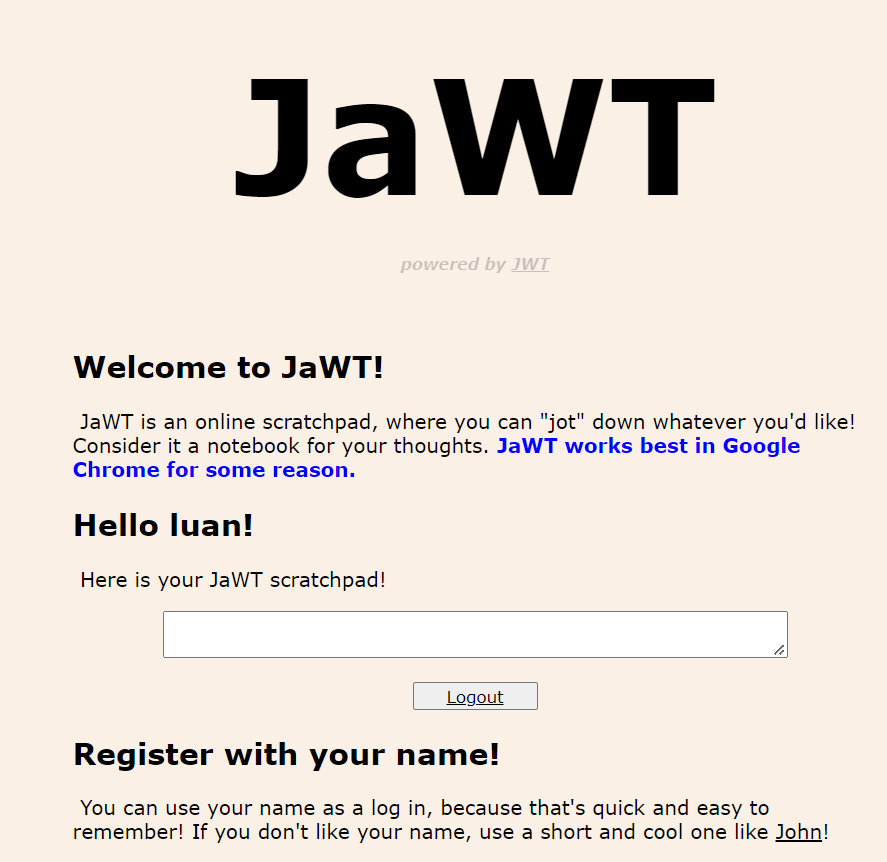 JaWT
powered by JWT
Welcome to JaWT!
JaWT is an online scratchpad, where you can "jot" down whatever you'd like!
Consider it a notebook for your thoughts. JaWT works best in Google
Chrome for some reason.
Hello luan!
Here is your JaWT scratchpad!
Logout
Register with your name!
You can use your name as a log in, because that's quick and easy to
remember! If you don't like your name, use a short and cool one like John!